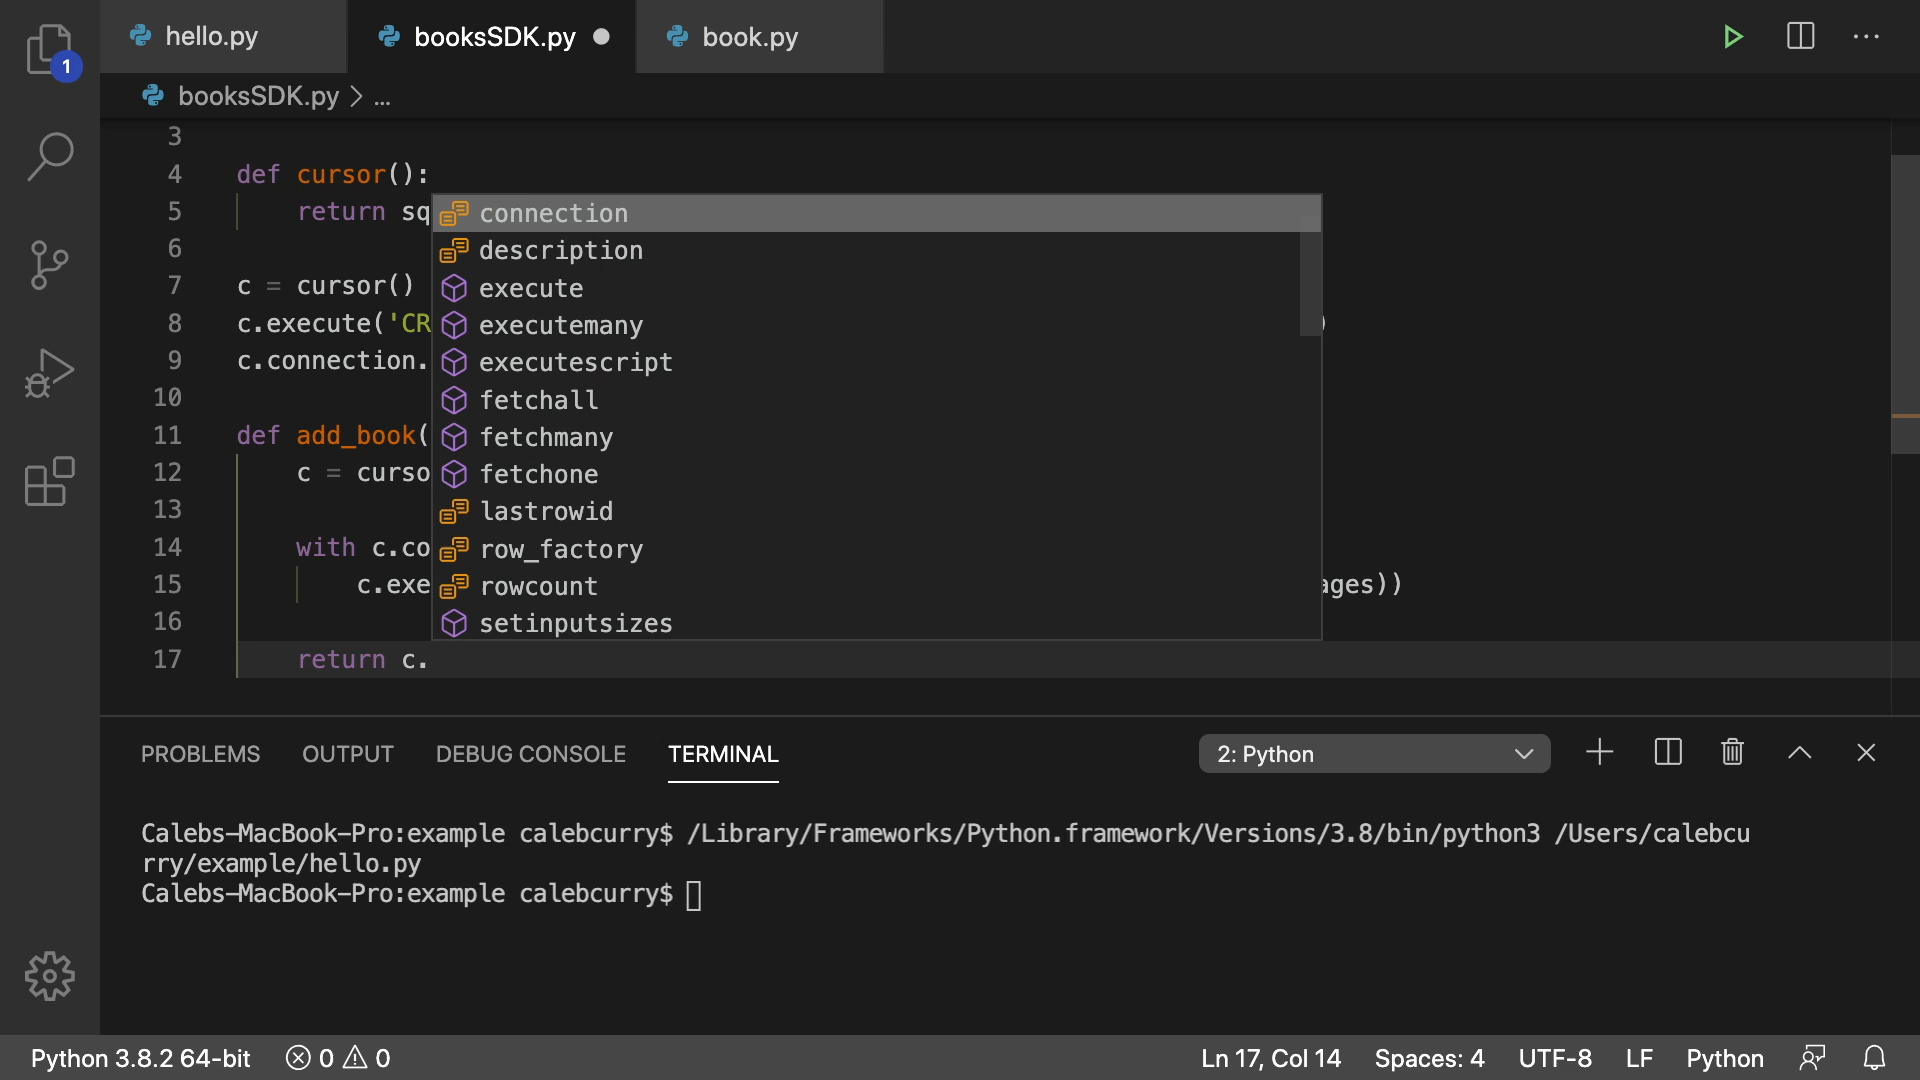 hello.py
booksSDK.py
book.py
1
booksSDK.py > ...
3
4 def cursor():
5 return sq
6
7 c = cursor()
8 c.execute('CR )
9 c.connection.
10
11 def add_book(
12 c = curso
13
14 with c.co
15 c.exe ages))
16
17 return c.
connection
description
execute
executemany
executescript
fetchall
fetchmany
fetchone
lastrowid
row_factory
rowcount
setinputsizes
PROBLEMS OUTPUT DEBUG CONSOLE TERMINAL 2: Python
Calebs-MacBook-Pro:example calebcurry$ /Library/Frameworks/Python.framework/Versions/3.8/bin/python3 /Users/calebcu
rry/example/hello.py
Calebs-MacBook-Pro:example calebcurry$
Python 3.8.2 64-bit 0 0 Ln 17, Col 14 Spaces: 4 UTF-8 LF Python